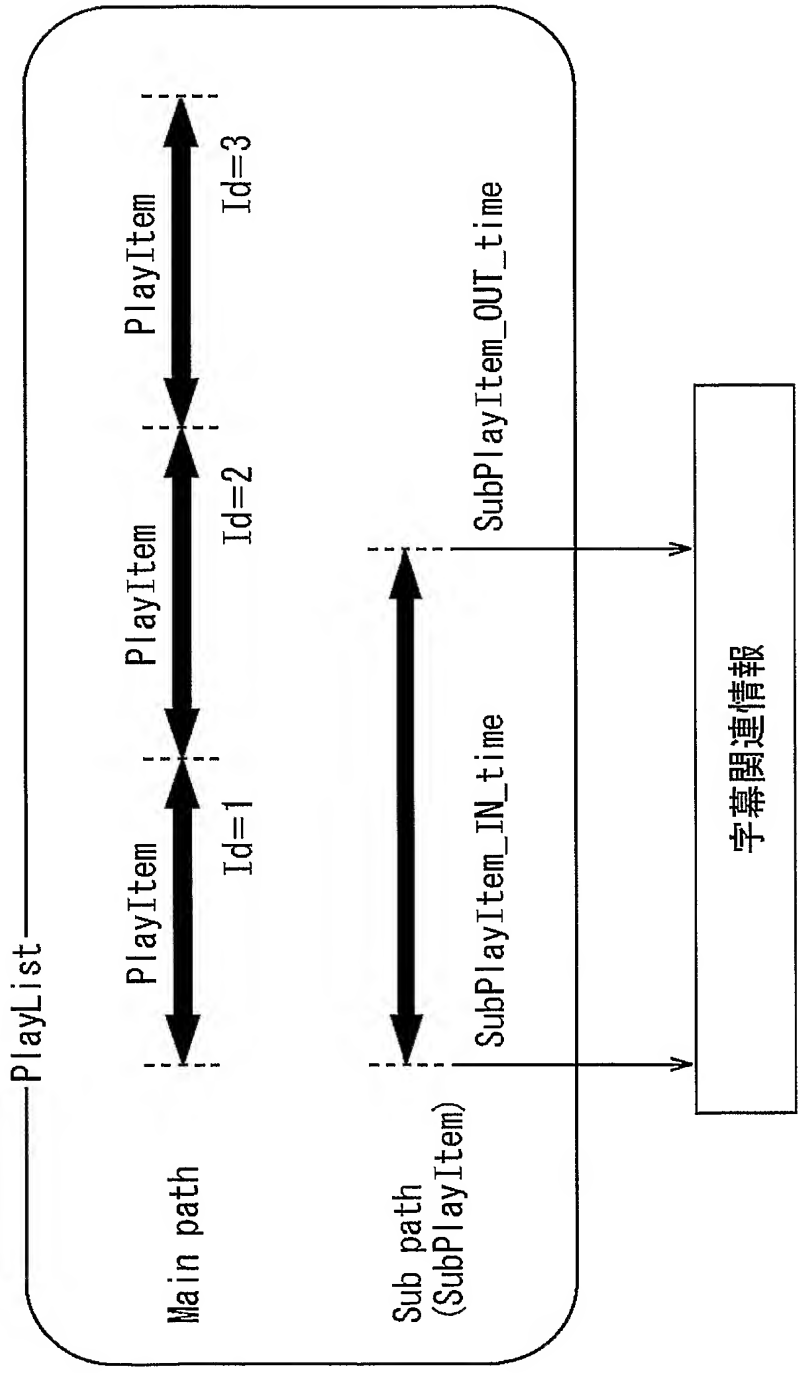 PlayList
Main path
PlayItem
Id=1
PlayItem
Id=2
PlayItem
Id=3
Sub path
(SubPlayItem)
SubPlayItem_IN_time
SubPlayItem_OUT_time
字幕関連情報